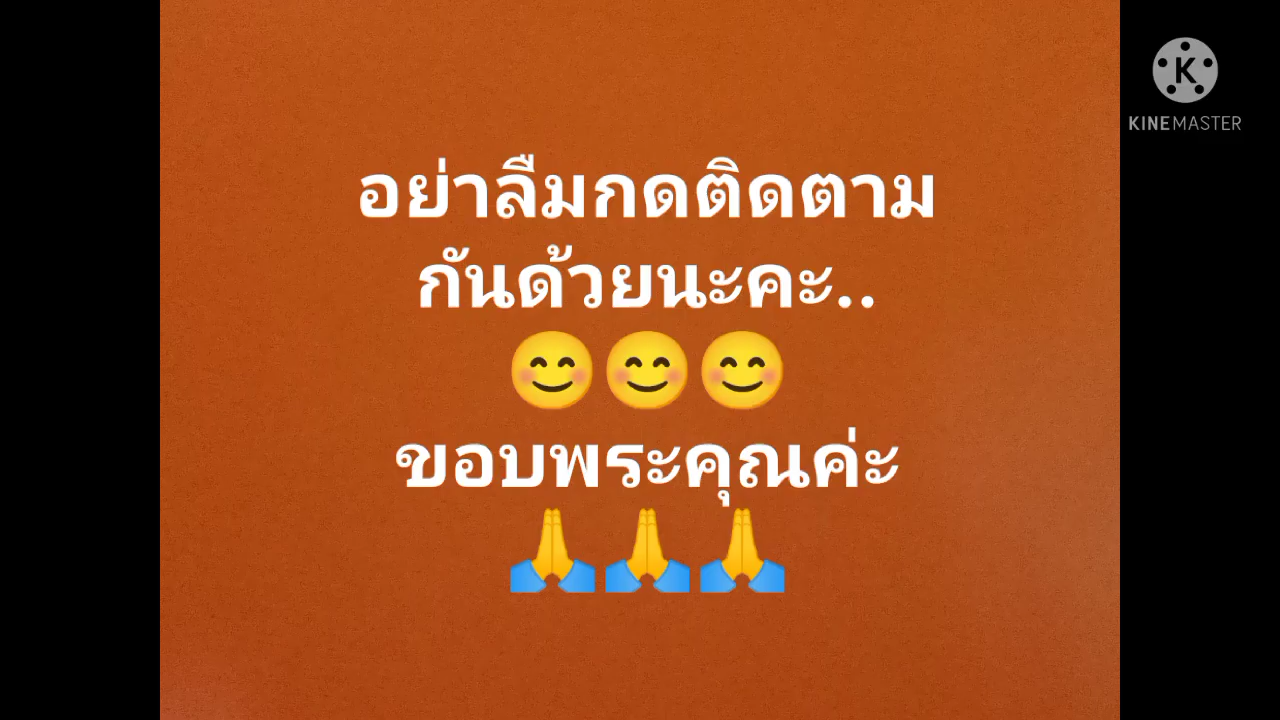 อย่าลืมกดติดตาม
กันด้วยนะคะ..
😊😊😊
ขอบพระคุณค่ะ
🙏🙏🙏
K
KINEMASTER